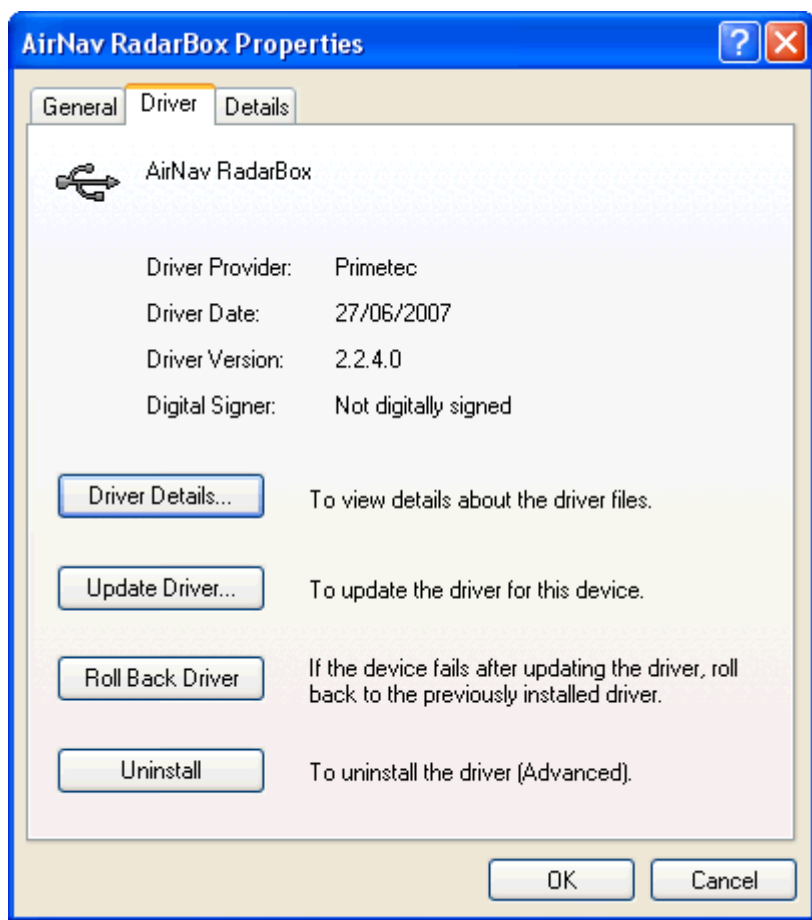 AirNav RadarBox Properties
?
General Driver Details
AirNav RadarBox
Driver Provider: Primetec
Driver Date: 27/06/2007
Driver Version: 2.2.4.0
Digital Signer: Not digitally signed
Driver Details... To view details about the driver files.
Update Driver... To update the driver for this device.
Roll Back Driver If the device fails after updating the driver, roll
back to the previously installed driver.
Uninstall To uninstall the driver (Advanced).
OK Cancel